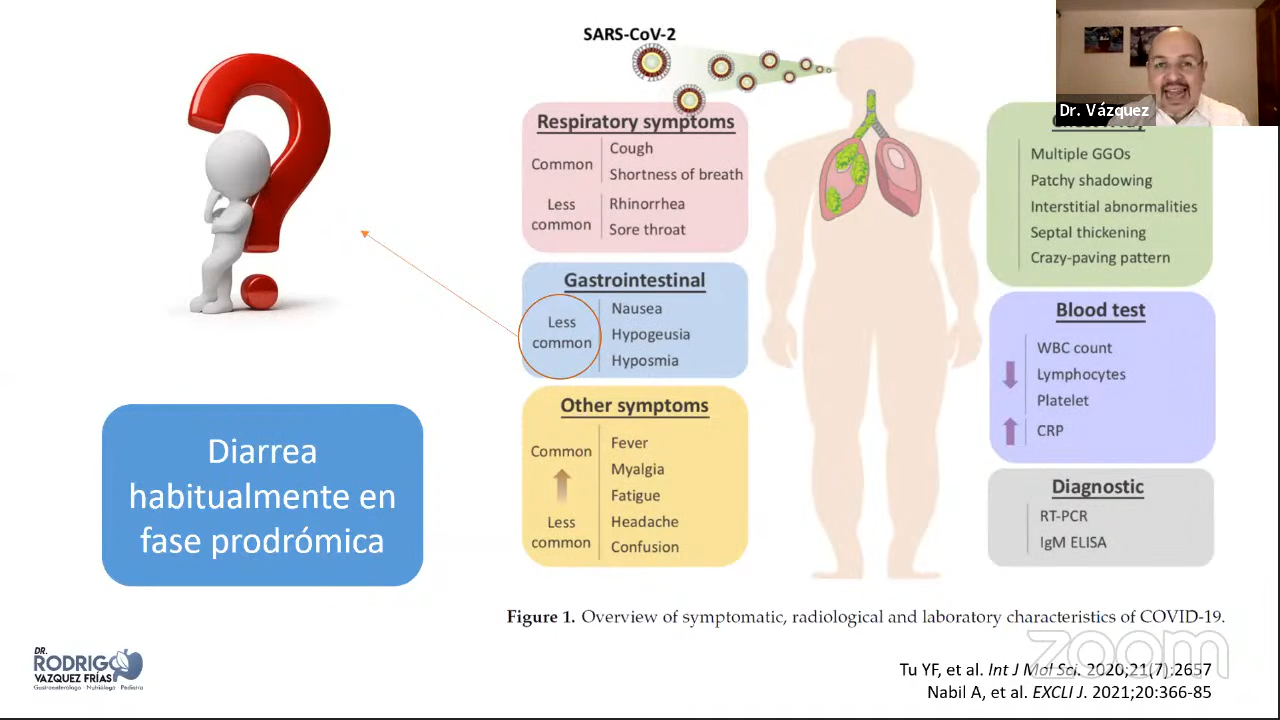 SARS-CoV-2
Dr. Vázquez
Respiratory symptoms
Common
Cough
Shortness of breath
Less
common
Rhinorrhea
Sore throat
Gastrointestinal
Less
common
Nausea
Hypogeusia
Hyposmia
Other symptoms
Common
Less
common
Fever
Myalgia
Fatigue
Headache
Confusion
Multiple GGOs
Patchy shadowing
Interstitial abnormalities
Septal thickening
Crazy-paving pattern
Blood test
WBC count
Lymphocytes
Platelet
CRP
Diagnostic
RT-PCR
IgM ELISA
Diarrea
habitualmente en
fase prodrómica
Figure 1. Overview of symptomatic, radiological and laboratory characteristics of COVID-19.
zoom
Tu YF, et al. Int J Mol Sci. 2020;21(7):2657
Nabil A, et al. EXCLI J. 2021;20:366-85
DR.
RODRIGO
VAZQUEZ FRÍAS
Gastroenterólogo · Nutriólogo · Pediatra